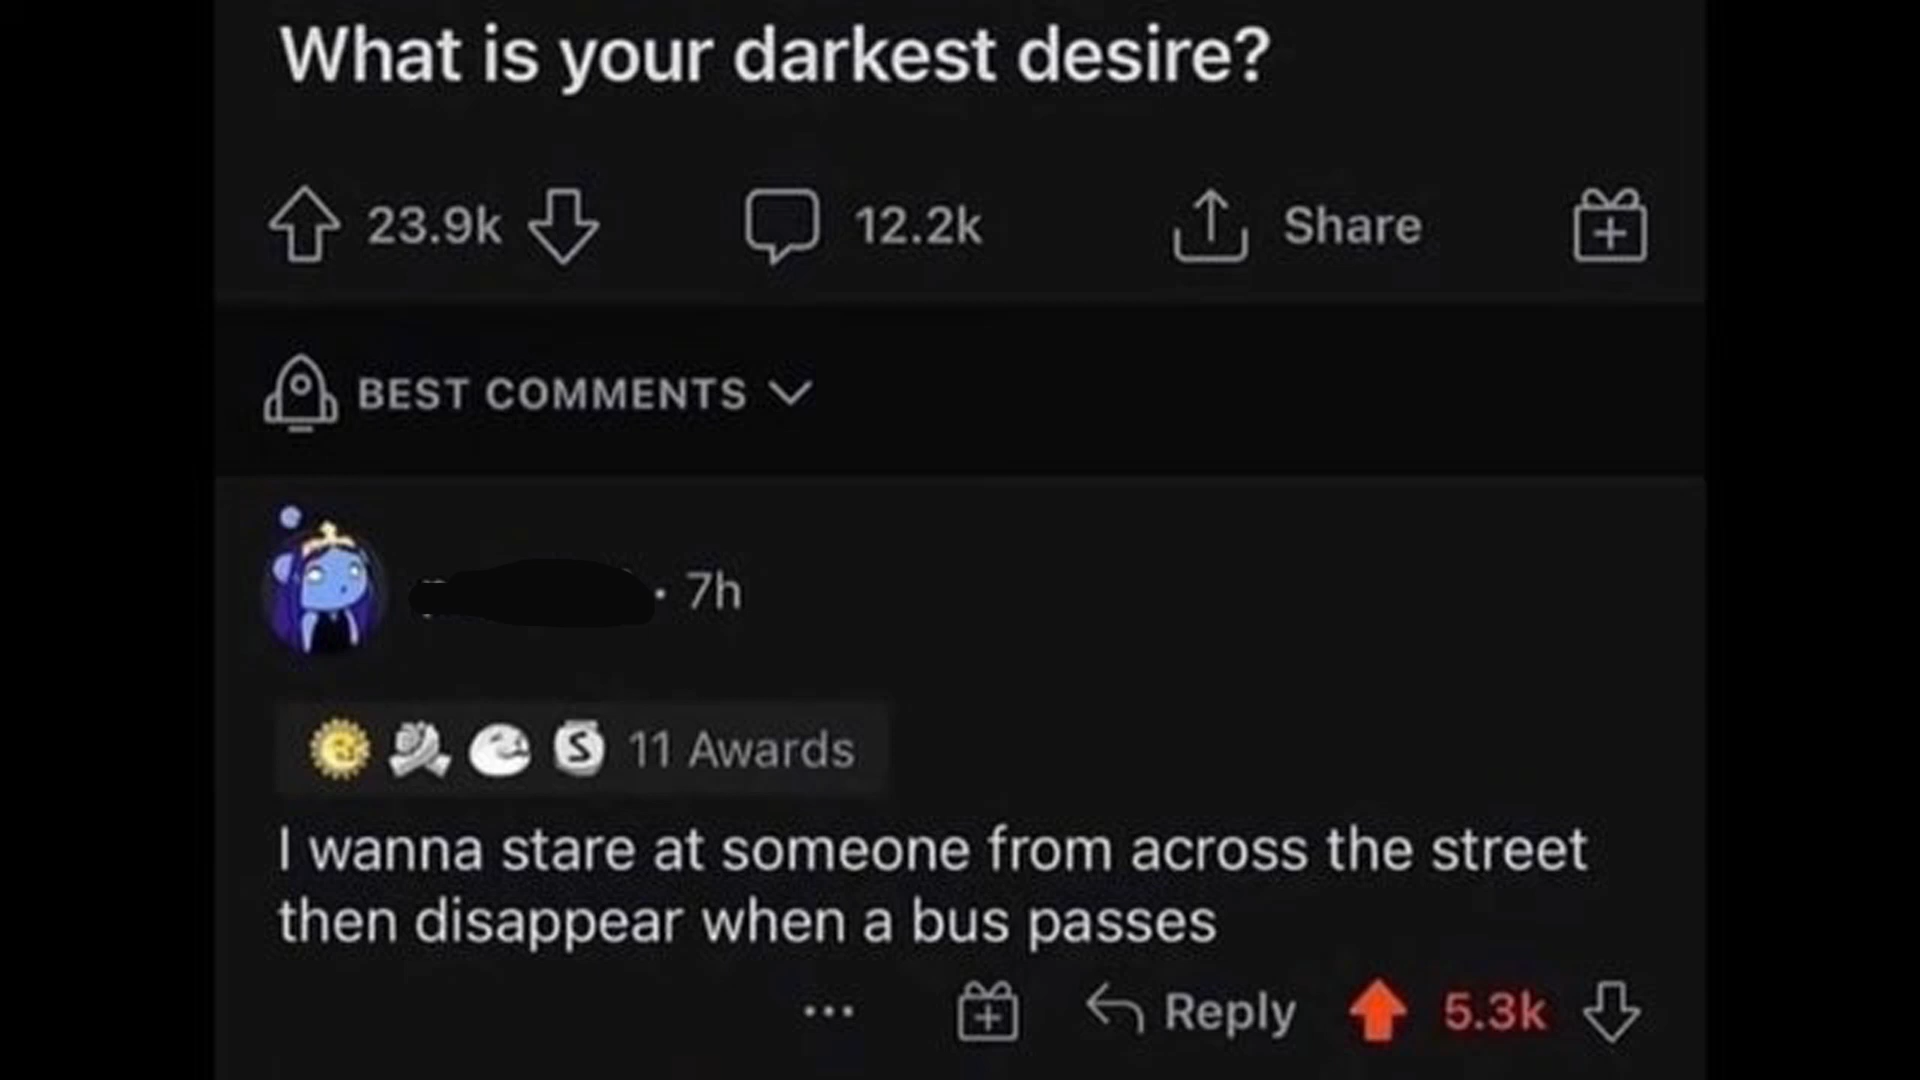 What is your darkest desire?
23.9k 12.2k Share
BEST COMMENTS
· 7h
11 Awards
I wanna stare at someone from across the street
then disappear when a bus passes
... Reply 5.3k